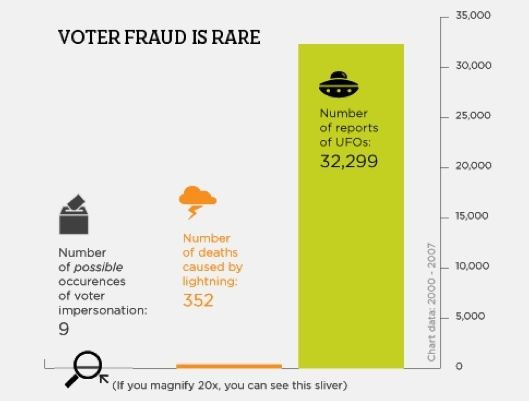 VOTER FRAUD IS RARE
Number
of possible
occurences
of voter
impersonation:
9
Number
of deaths
caused by
lightning:
352
Number
of reports
of UFOs:
32,299
35,000
30,000
25,000
20,000
15,000
10,000
5,000
0
Chart data: 2000 - 2007
(If you magnify 20x, you can see this sliver)